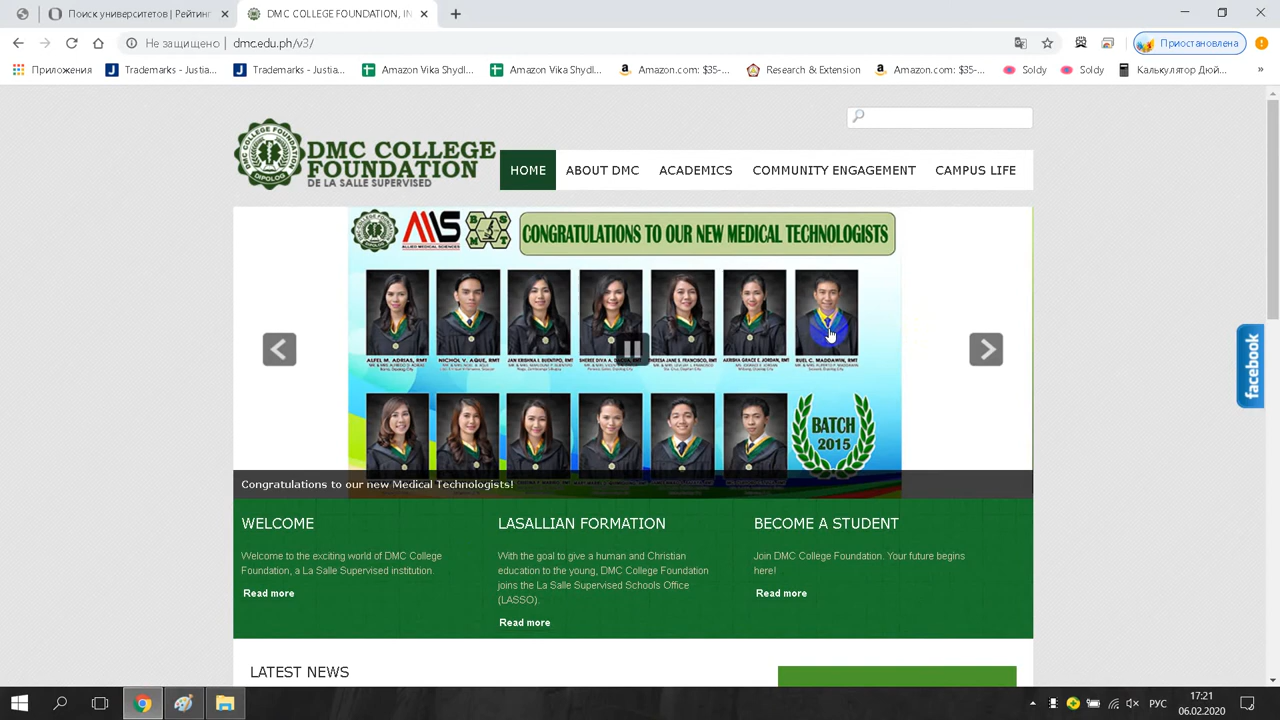 Поиск университетов | Рейтинг
DMC COLLEGE FOUNDATION, IN
Не защищено | dmc.edu.ph/v3/
Приостановлена
Приложения
Trademarks - Justia...
Trademarks - Justia...
Amazon Vika Shydl...
Amazon Vika Shydl...
Amazon.com: $35-...
Research & Extension
Amazon.com: $35-...
Soldy
Soldy
Калькулятор Дюй...
»
DMC COLLEGE
FOUNDATION
DE LA SALLE SUPERVISED
HOME
ABOUT DMC
ACADEMICS
COMMUNITY ENGAGEMENT
CAMPUS LIFE
ALLIED MEDICAL SCIENCES
CONGRATULATIONS TO OUR NEW MEDICAL TECHNOLOGISTS
BATCH
2015
Congratulations to our new Medical Technologists!
WELCOME
Welcome to the exciting world of DMC College
Foundation, a La Salle Supervised institution
Read more
LASALLIAN FORMATION
With the goal to give a human and Christian
education to the young, DMC College Foundation
joins the La Salle Supervised Schools Office
(LASSO).
Read more
BECOME A STUDENT
Join DMC College Foundation. Your future begins
here!
Read more
facebook
LATEST NEWS
РУС
17:21
06.02.2020